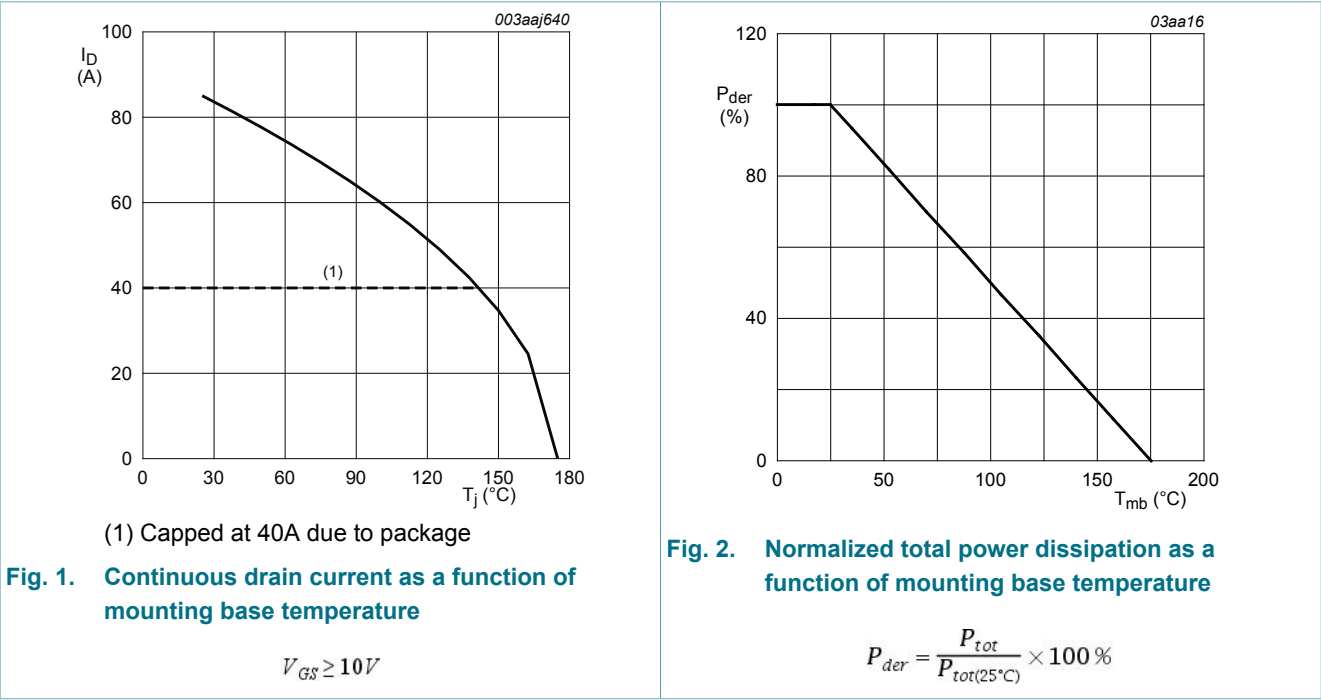 003aaj640
100
I_D
(A)
80
60
(1)
40
20
0
0 30 60 90 120 150 180
T_j (°C)
(1) Capped at 40A due to package
Fig. 1. Continuous drain current as a function of
mounting base temperature
V_GS ≥ 10V
03aa16
120
P_der
(%)
80
40
0
0 50 100 150 200
T_mb (°C)
Fig. 2. Normalized total power dissipation as a
function of mounting base temperature
P_der = P_tot / P_tot(25°C) × 100 %